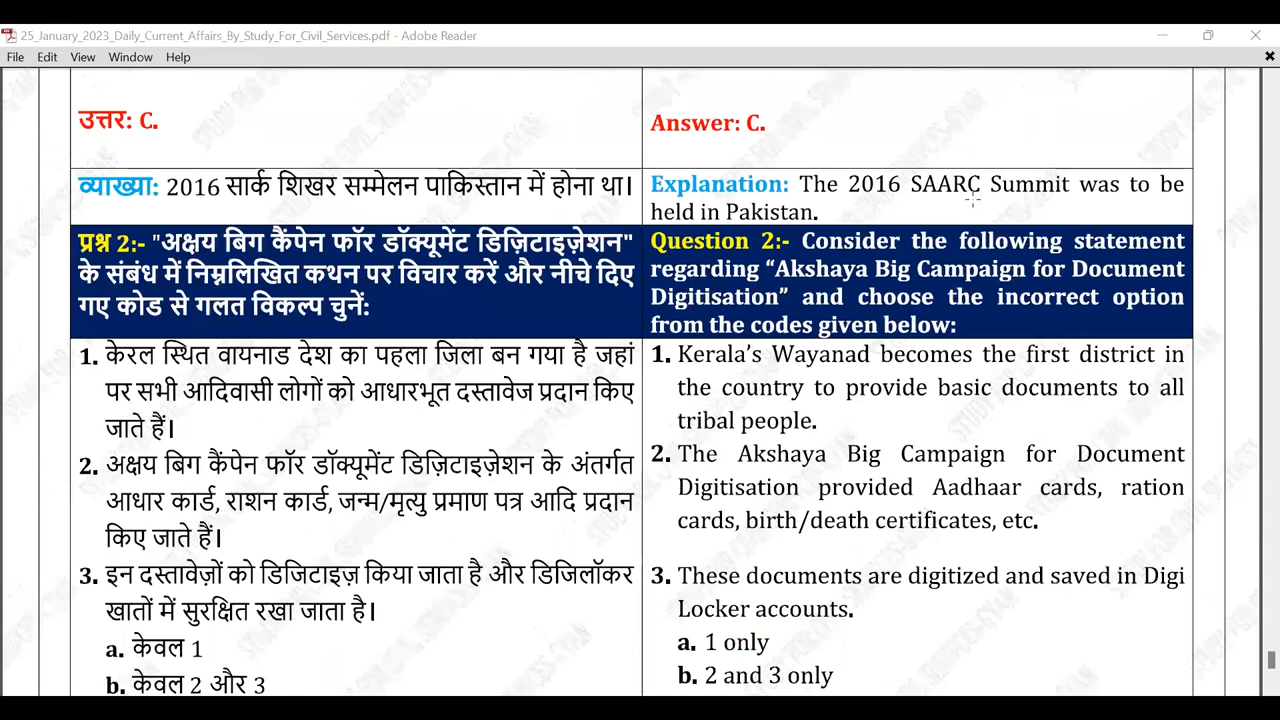 25_January_2023_Daily_Current_Affairs_By_Study_For_Civil_Services.pdf - Adobe Reader
File Edit View Window Help
उत्तर: C.
व्याख्या: 2016 सार्क शिखर सम्मेलन पाकिस्तान में होना था।
प्रश्न 2:- "अक्षय बिग कैंपेन फॉर डॉक्यूमेंट डिज़िटाइज़ेशन"
के संबंध में निम्नलिखित कथन पर विचार करें और नीचे दिए
गए कोड से गलत विकल्प चुनें:
1. केरल स्थित वायनाड देश का पहला जिला बन गया है जहां
पर सभी आदिवासी लोगों को आधारभूत दस्तावेज प्रदान किए
जाते हैं।
2. अक्षय बिग कैंपेन फॉर डॉक्यूमेंट डिज़िटाइज़ेशन के अंतर्गत
आधार कार्ड, राशन कार्ड, जन्म/मृत्यु प्रमाण पत्र आदि प्रदान
किए जाते हैं।
3. इन दस्तावेज़ों को डिजिटाइज़ किया जाता है और डिजिलॉकर
खातों में सुरक्षित रखा जाता है।
a. केवल 1
b. केवल 2 और 3
Answer: C.
Explanation: The 2016 SAARC Summit was to be
held in Pakistan.
Question 2:- Consider the following statement
regarding “Akshaya Big Campaign for Document
Digitisation” and choose the incorrect option
from the codes given below:
1. Kerala’s Wayanad becomes the first district in
the country to provide basic documents to all
tribal people.
2. The Akshaya Big Campaign for Document
Digitisation provided Aadhaar cards, ration
cards, birth/death certificates, etc.
3. These documents are digitized and saved in Digi
Locker accounts.
a. 1 only
b. 2 and 3 only